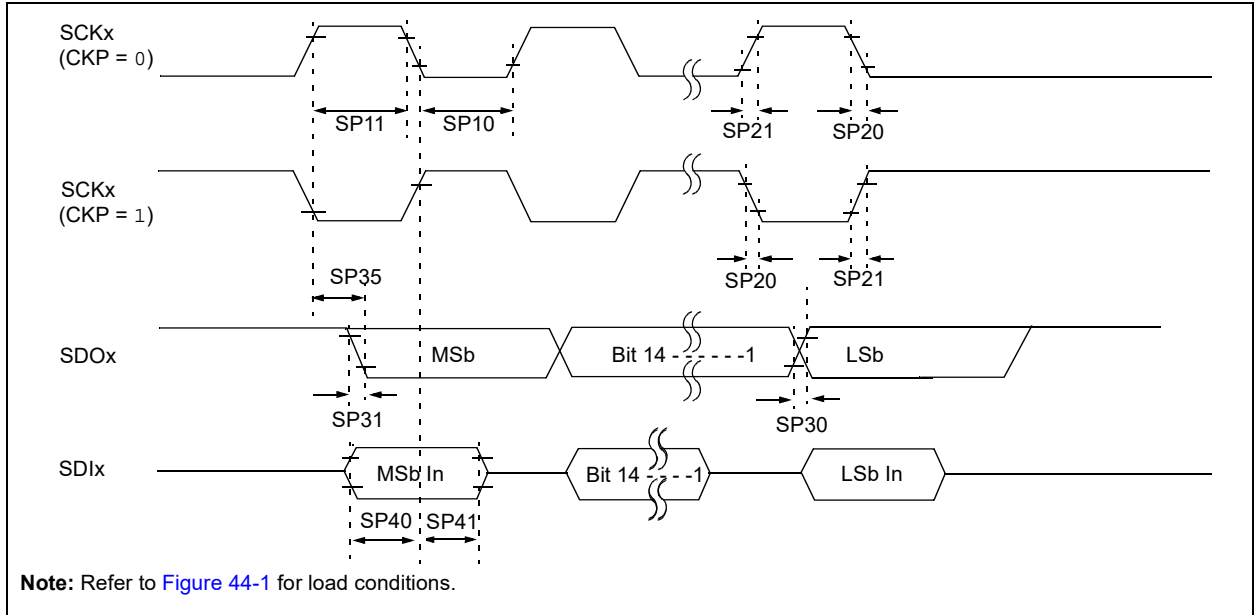 SCKx
(CKP = 0)
SP11
SP10
SP21
SP20
SCKx
(CKP = 1)
SP35
SP20
SP21
SDOx
MSb
Bit 14 - - - - - -1
LSb
SP31
SP30
SDIx
MSb In
Bit 14 - - - -1
LSb In
SP40
SP41
Note: Refer to Figure 44-1 for load conditions.